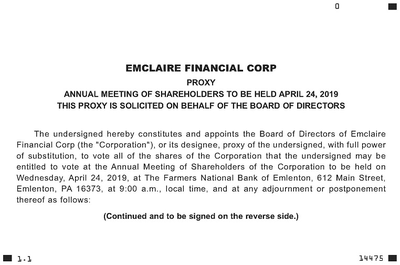 0
EMCLAIRE FINANCIAL CORP
PROXY
ANNUAL MEETING OF SHAREHOLDERS TO BE HELD APRIL 24, 2019
THIS PROXY IS SOLICITED ON BEHALF OF THE BOARD OF DIRECTORS
The undersigned hereby constitutes and appoints the Board of Directors of Emclaire
Financial Corp (the "Corporation"), or its designee, proxy of the undersigned, with full power
of substitution, to vote all of the shares of the Corporation that the undersigned may be
entitled to vote at the Annual Meeting of Shareholders of the Corporation to be held on
Wednesday, April 24, 2019, at The Farmers National Bank of Emlenton, 612 Main Street,
Emlenton, PA 16373, at 9:00 a.m., local time, and at any adjournment or postponement
thereof as follows:
(Continued and to be signed on the reverse side.)
1.1
14475